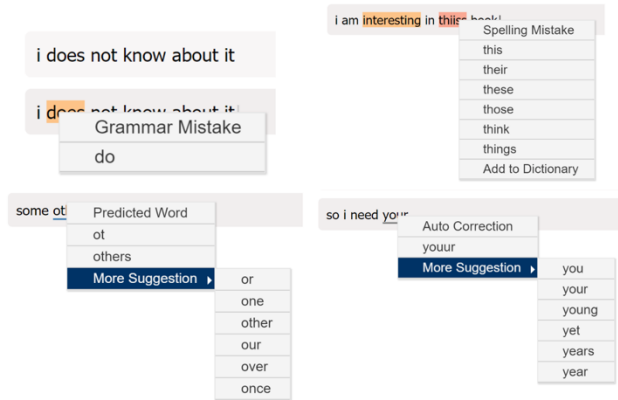 i does not know about it
i does not know about it
Grammar Mistake
do
i am interesting in thiiss book
Spelling Mistake
this
their
these
those
think
things
Add to Dictionary
some ot
Predicted Word
ot
others
More Suggestion
or
one
other
our
over
once
so i need your
Auto Correction
youur
More Suggestion
you
your
young
yet
years
year